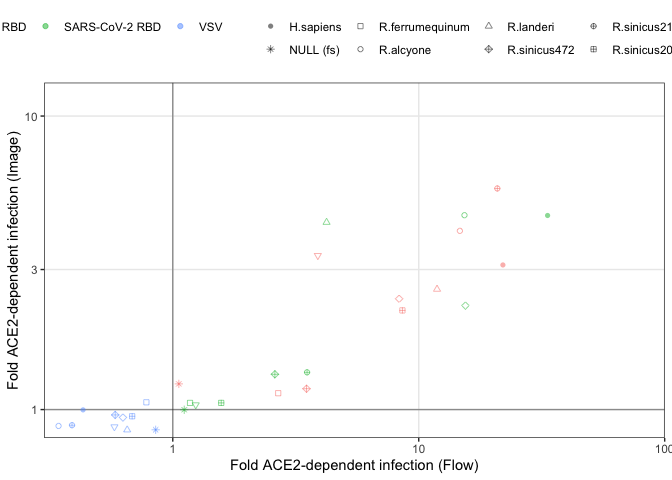 RBD SARS-CoV-2 RBD VSV H.sapiens R.ferrumequinum R.landeri R.sinicus21
NULL (fs) R.alcyone R.sinicus472 R.sinicus20
10
3
1
Fold ACE2-dependent infection (Image)
1 10 100
Fold ACE2-dependent infection (Flow)